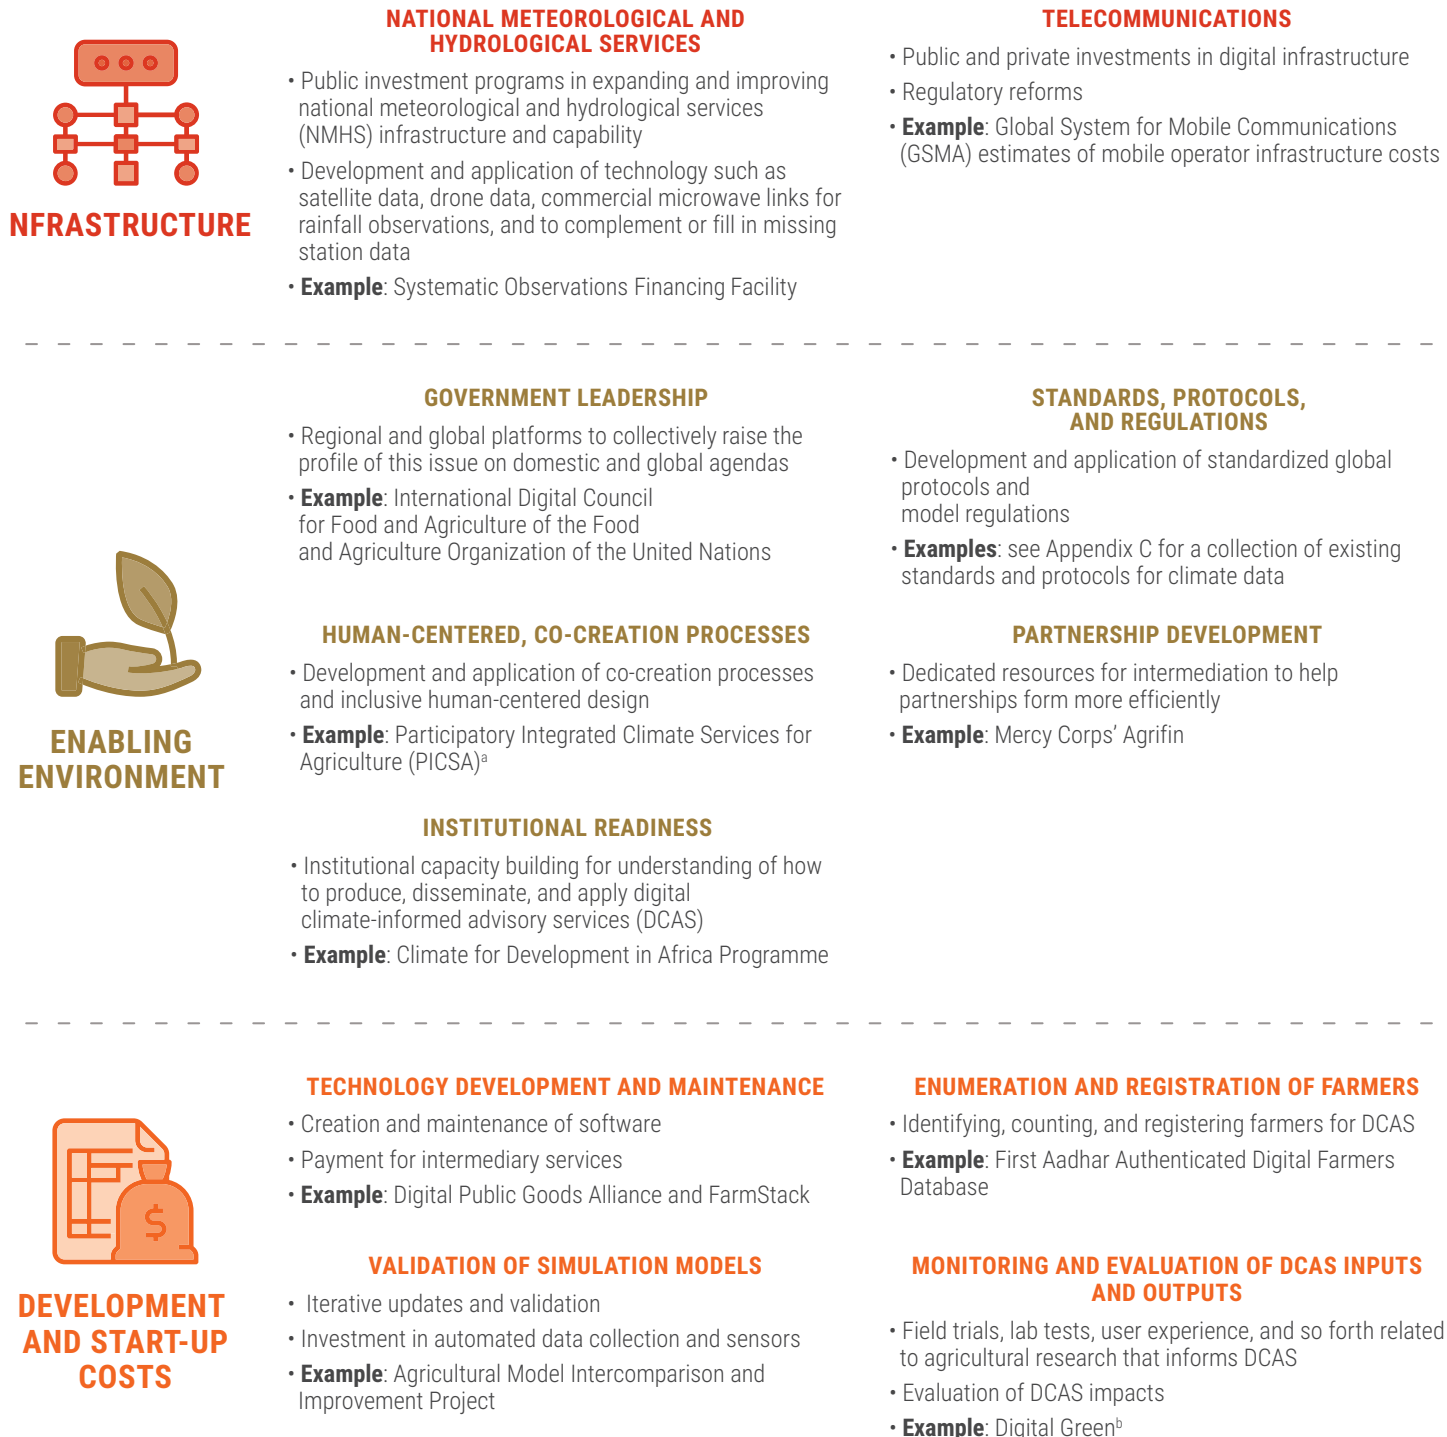 NFRASTRUCTURE
NATIONAL METEOROLOGICAL AND
HYDROLOGICAL SERVICES
• Public investment programs in expanding and improving
national meteorological and hydrological services
(NMHS) infrastructure and capability
• Development and application of technology such as
satellite data, drone data, commercial microwave links for
rainfall observations, and to complement or fill in missing
station data
• Example: Systematic Observations Financing Facility
TELECOMMUNICATIONS
• Public and private investments in digital infrastructure
• Regulatory reforms
• Example: Global System for Mobile Communications
(GSMA) estimates of mobile operator infrastructure costs
ENABLING
ENVIRONMENT
GOVERNMENT LEADERSHIP
• Regional and global platforms to collectively raise the
profile of this issue on domestic and global agendas
• Example: International Digital Council
for Food and Agriculture of the Food
and Agriculture Organization of the United Nations
STANDARDS, PROTOCOLS,
AND REGULATIONS
• Development and application of standardized global
protocols and
model regulations
• Examples: see Appendix C for a collection of existing
standards and protocols for climate data
HUMAN-CENTERED, CO-CREATION PROCESSES
• Development and application of co-creation processes
and inclusive human-centered design
• Example: Participatory Integrated Climate Services for
Agriculture (PICSA)ᵃ
PARTNERSHIP DEVELOPMENT
• Dedicated resources for intermediation to help
partnerships form more efficiently
• Example: Mercy Corps’ Agrifin
INSTITUTIONAL READINESS
• Institutional capacity building for understanding of how
to produce, disseminate, and apply digital
climate-informed advisory services (DCAS)
• Example: Climate for Development in Africa Programme
DEVELOPMENT
AND START-UP
COSTS
TECHNOLOGY DEVELOPMENT AND MAINTENANCE
• Creation and maintenance of software
• Payment for intermediary services
• Example: Digital Public Goods Alliance and FarmStack
ENUMERATION AND REGISTRATION OF FARMERS
• Identifying, counting, and registering farmers for DCAS
• Example: First Aadhar Authenticated Digital Farmers
Database
VALIDATION OF SIMULATION MODELS
• Iterative updates and validation
• Investment in automated data collection and sensors
• Example: Agricultural Model Intercomparison and
Improvement Project
MONITORING AND EVALUATION OF DCAS INPUTS
AND OUTPUTS
• Field trials, lab tests, user experience, and so forth related
to agricultural research that informs DCAS
• Evaluation of DCAS impacts
• Example: Digital Greenᵇ